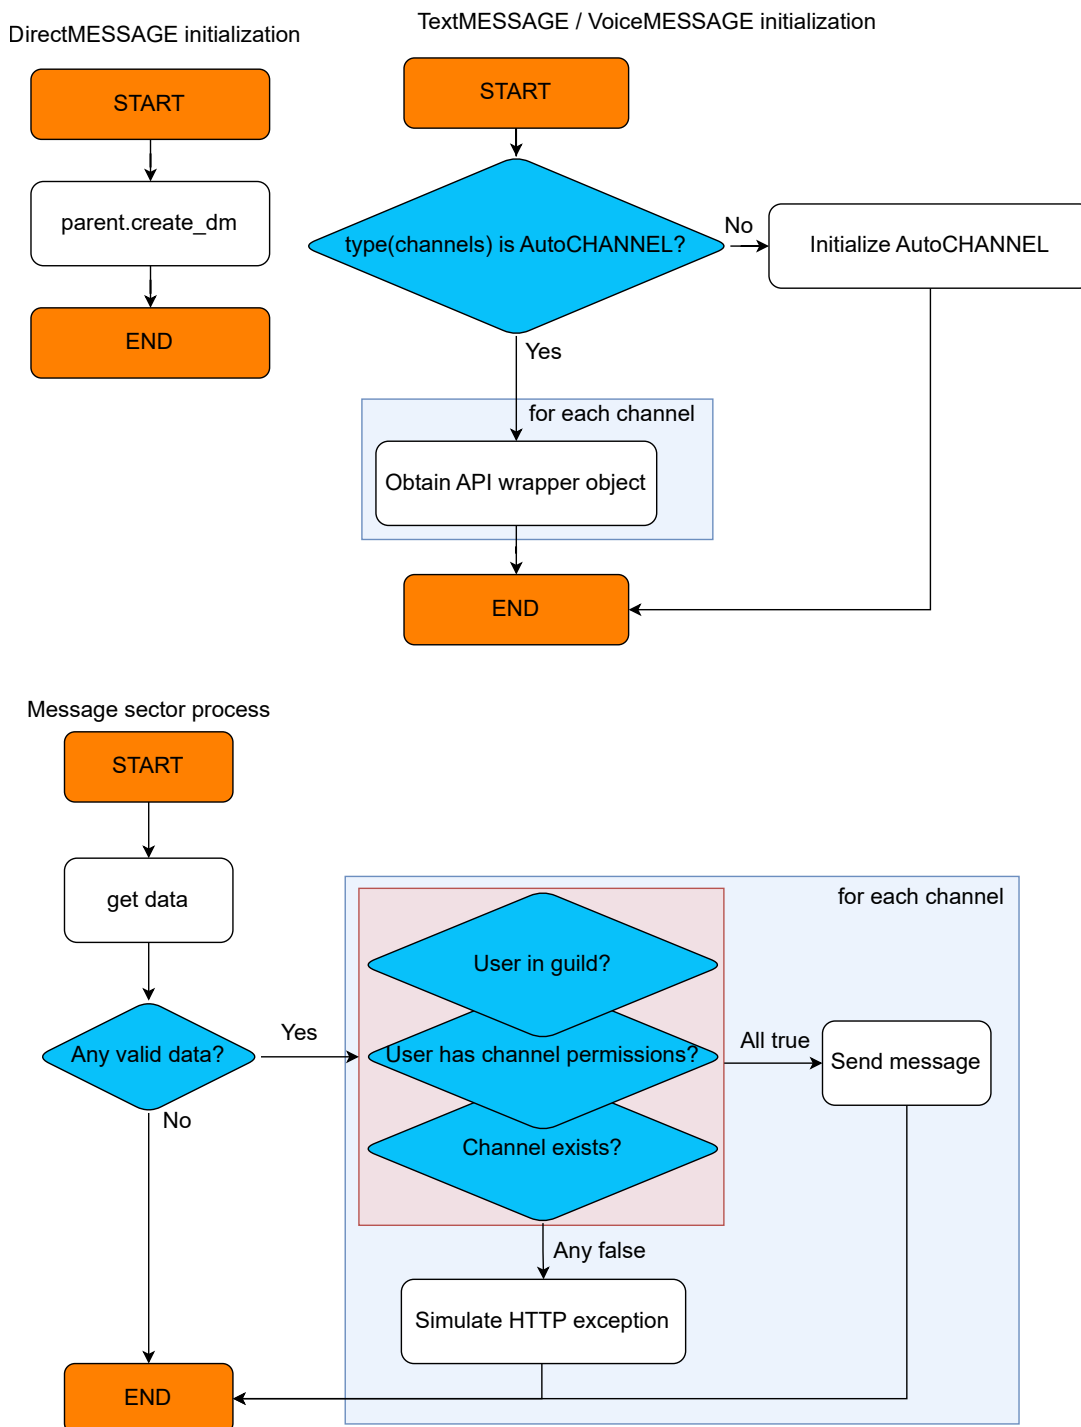 DirectMESSAGE initialization
START
parent.create_dm
END
TextMESSAGE / VoiceMESSAGE initialization
START
type(channels) is AutoCHANNEL?
No
Initialize AutoCHANNEL
Yes
for each channel
Obtain API wrapper object
END
Message sector process
START
get data
Any valid data?
Yes
No
for each channel
User in guild?
User has channel permissions?
Channel exists?
All true
Send message
Any false
Simulate HTTP exception
END